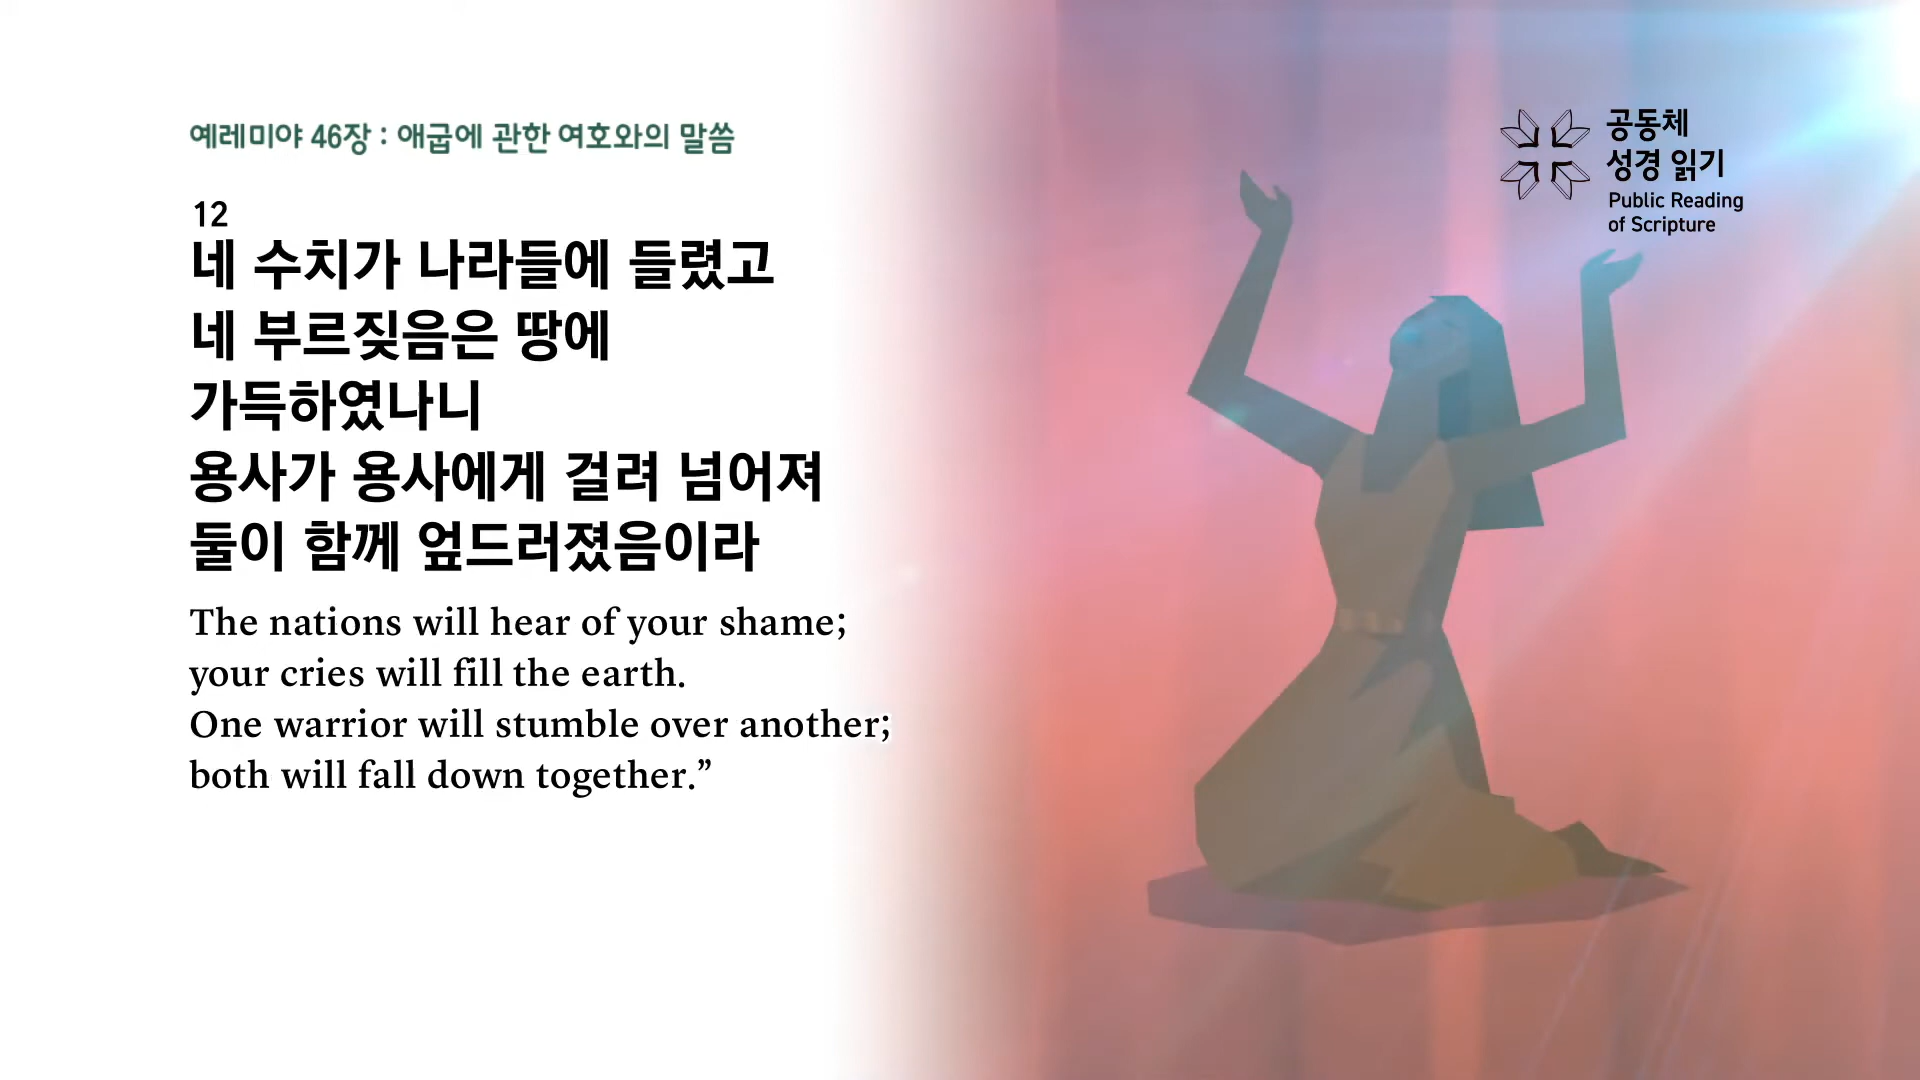 예레미야 46장 : 애굽에 관한 여호와의 말씀
12
네 수치가 나라들에 들렸고
네 부르짖음은 땅에
가득하였나니
용사가 용사에게 걸려 넘어져
둘이 함께 엎드러졌음이라
The nations will hear of your shame;
your cries will fill the earth.
One warrior will stumble over another;
both will fall down together.”
공동체
성경 읽기
Public Reading
of Scripture